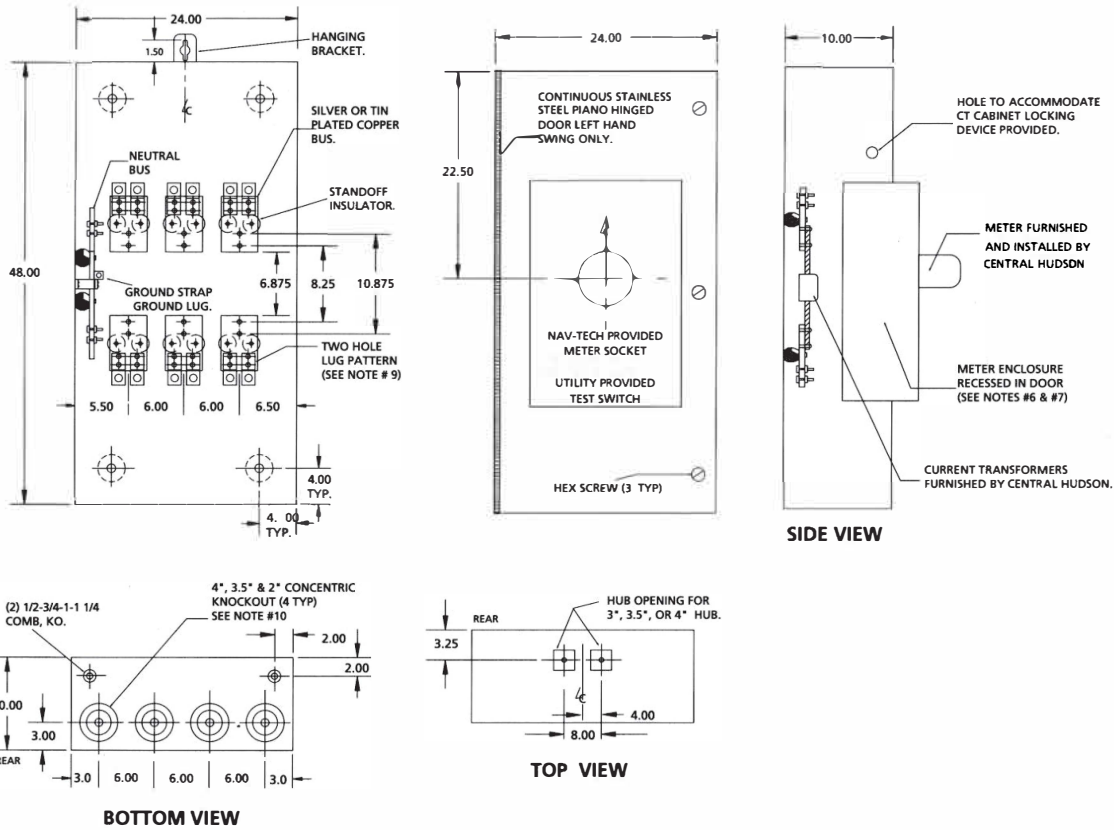 24.00
1.50
HANGING
BRACKET.
SILVER OR TIN
PLATED COPPER
BUS.
NEUTRAL
BUS
STANDOFF
INSULATOR.
48.00
6.875
8.25
10.875
GROUND STRAP
GROUND LUG.
TWO HOLE
LUG PATTERN
(SEE NOTE # 9)
5.50
6.00
6.00
6.50
4.00
TYP.
4. 00
TYP.
24.00
CONTINUOUS STAINLESS
STEEL PIANO HINGED
DOOR LEFT HAND
SWING ONLY.
22.50
NAV-TECH PROVIDED
METER SOCKET
UTILITY PROVIDED
TEST SWITCH
HEX SCREW (3 TYP)
10.00
HOLE TO ACCOMMODATE
CT CABINET LOCKING
DEVICE PROVIDED.
METER FURNISHED
AND INSTALLED BY
CENTRAL HUDSDN
METER ENCLOSURE
RECESSED IN DOOR
(SEE NOTES #6 & #7)
CURRENT TRANSFORMERS
FURNISHED BY CENTRAL HUDSON.
SIDE VIEW
(2) 1/2-3/4-1-1 1/4
COMB, KO.
4", 3.5" & 2" CONCENTRIC
KNOCKOUT (4 TYP)
SEE NOTE #10
2.00
2.00
0.00
3.00
REAR
3.0
6.00
6.00
6.00
3.0
BOTTOM VIEW
REAR
HUB OPENING FOR
3", 3.5", OR 4" HUB.
3.25
4.00
8.00
TOP VIEW